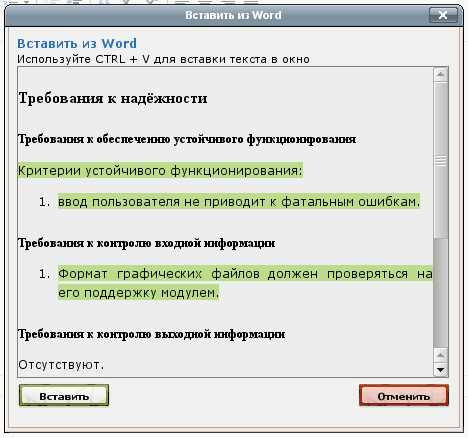 Вставить из Word
Вставить из Word
Используйте CTRL + V для вставки текста в окно
Требования к надёжности
Требования к обеспечению устойчивого функционирования
Критерии устойчивого функционирования:
1. ввод пользователя не приводит к фатальным ошибкам.
Требования к контролю входной информации
1. Формат графических файлов должен проверяться на
его поддержку модулем.
Требования к контролю выходной информации
Отсутствуют.
Вставить Отменить